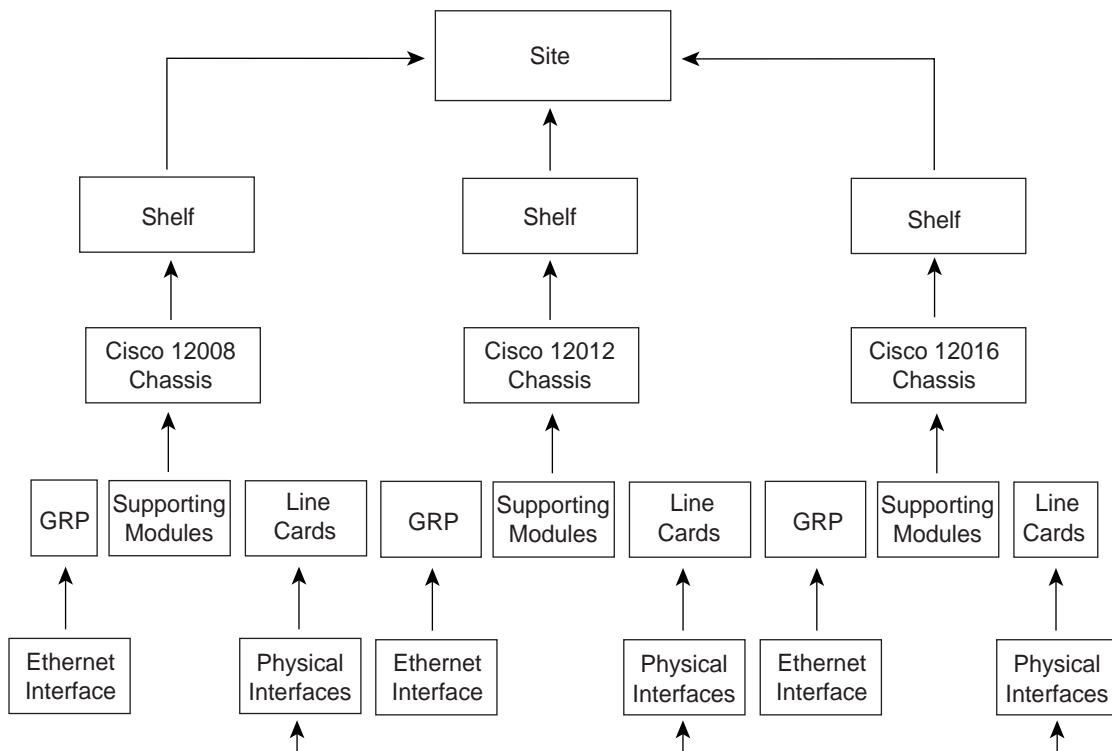 Site
Shelf
Shelf
Shelf
Cisco 12008
Chassis
Cisco 12012
Chassis
Cisco 12016
Chassis
GRP
Supporting
Modules
Line
Cards
GRP
Supporting
Modules
Line
Cards
GRP
Supporting
Modules
Line
Cards
Ethernet
Interface
Physical
Interfaces
Ethernet
Interface
Physical
Interfaces
Ethernet
Interface
Physical
Interfaces